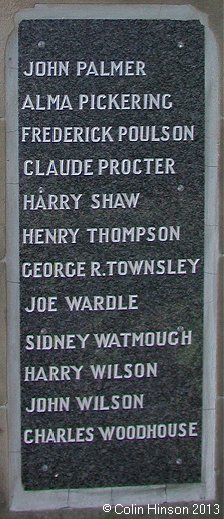 JOHN PALMER
ALMA PICKERING
FREDERICK POULSON
CLAUDE PROCTER
HARRY SHAW
HENRY THOMPSON
GEORGE R. TOWNSLEY
JOE WARDLE
SIDNEY WATMOUGH
HARRY WILSON
JOHN WILSON
CHARLES WOODHOUSE
©Colin Hinson 2013